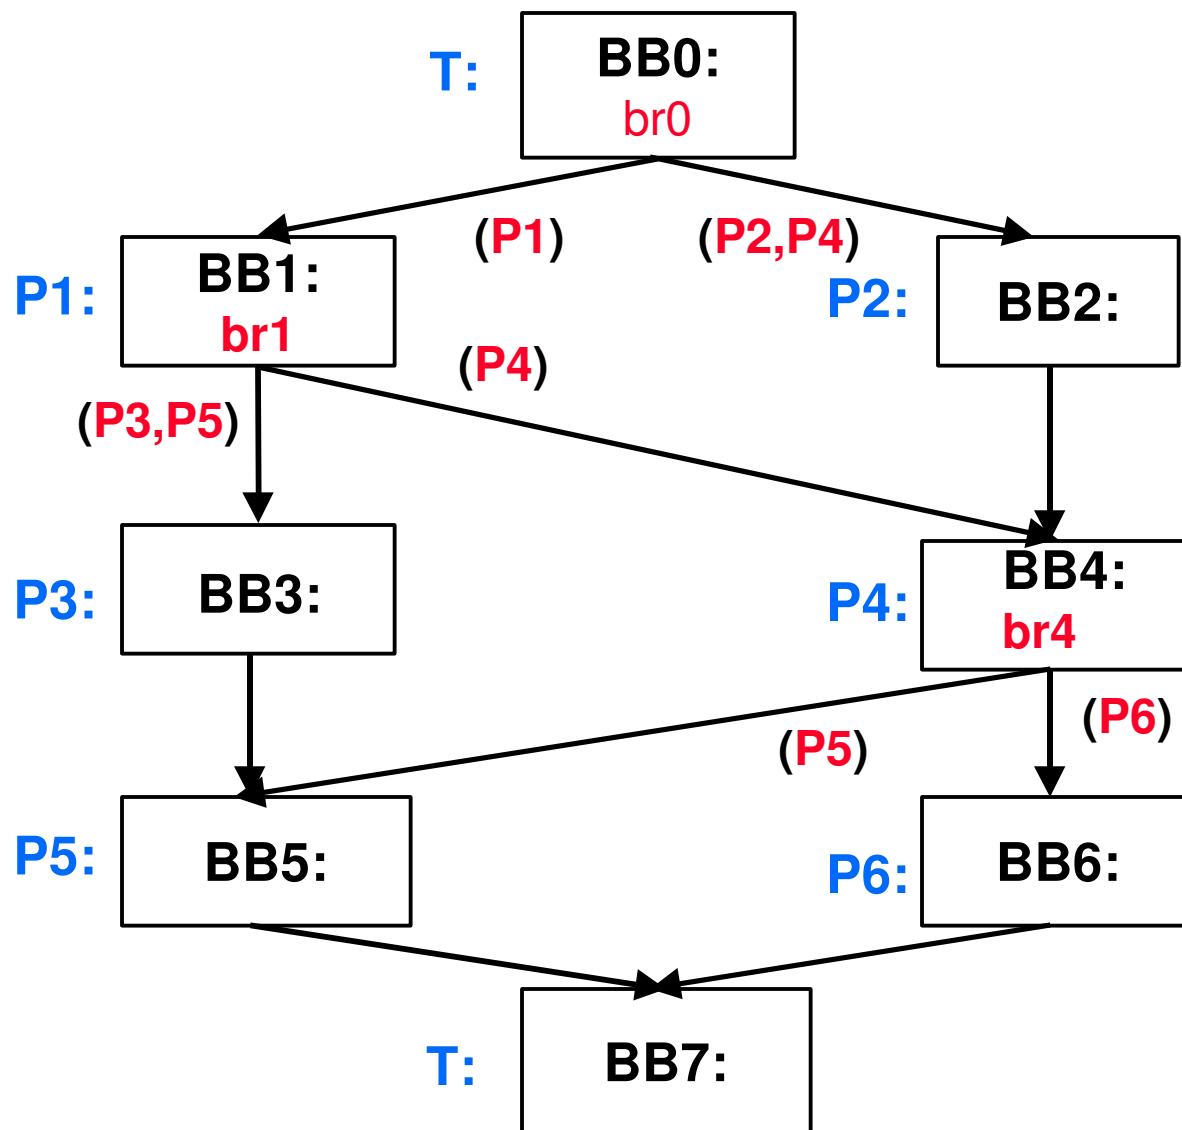 T:
BB0:
br0
(P1)
(P2,P4)
P1:
BB1:
br1
P2:
BB2:
(P4)
(P3,P5)
P3:
BB3:
P4:
BB4:
br4
(P6)
(P5)
P5:
BB5:
P6:
BB6:
T:
BB7: